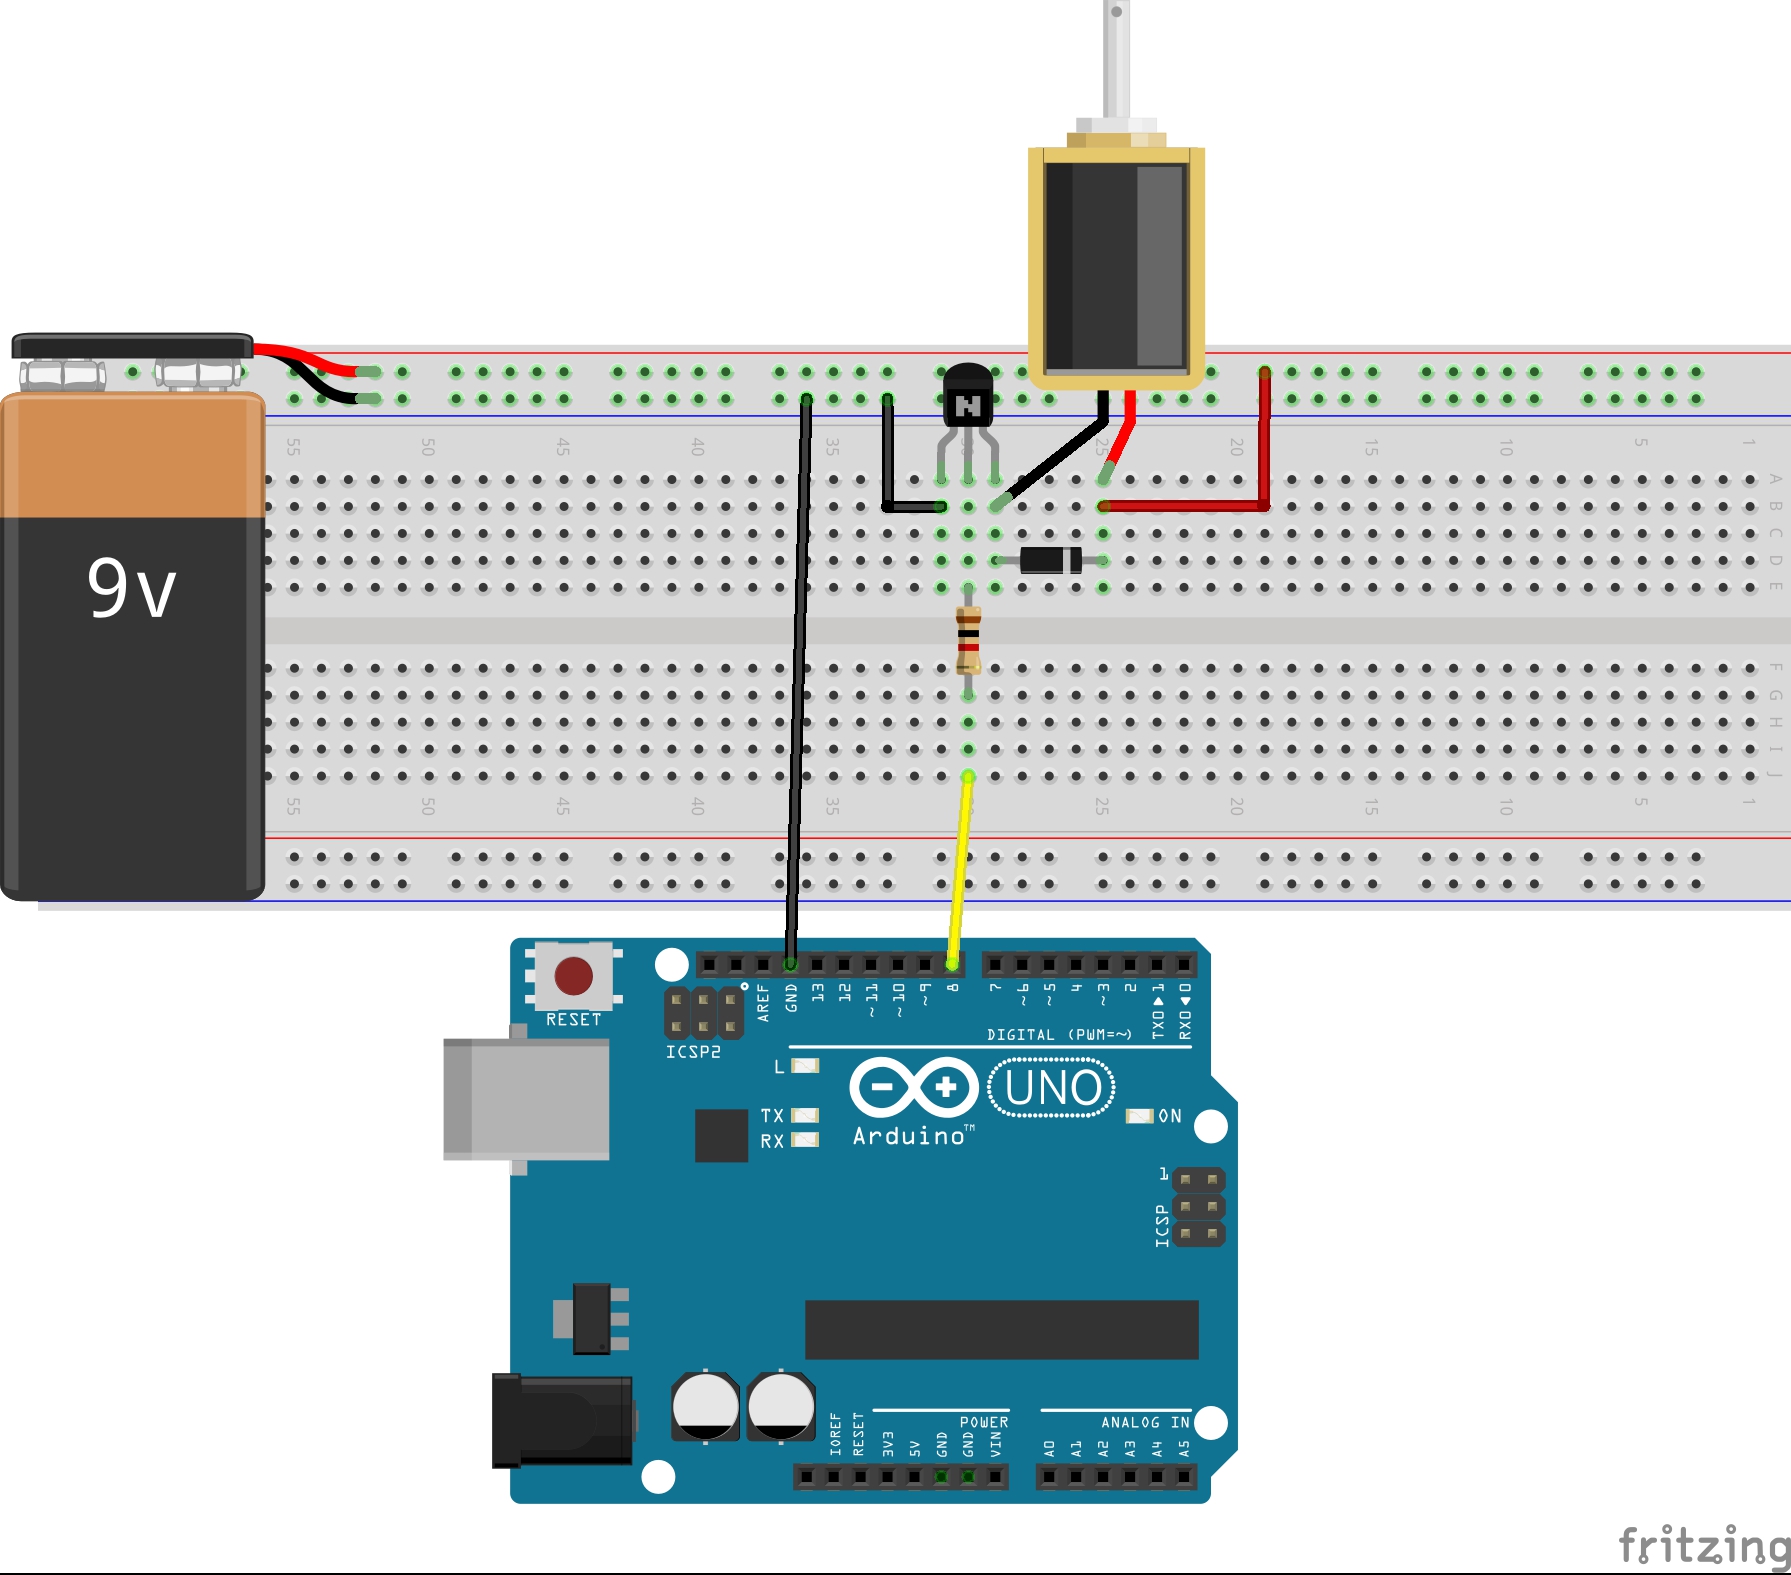 N
55 50 45 40 35 30 25 20 15 10 5 1
A
B
C
D
E
9v
F
G
H
I
J
55 50 45 40 35 25 20 15 10 5 1
RESET
ICSP2
AREF
GND
13
12
~11
~10
~9
8
7
~6
~5
4
~3
2
TX0▶1
RX0◀0
DIGITAL (PWM=~)
L
TX
RX
UNO
Arduino™
ON
1
ICSP
IOREF
RESET
3V3
5V
GND
GND
VIN
POWER
ANALOG IN
A0
A1
A2
A3
A4
A5
fritzing